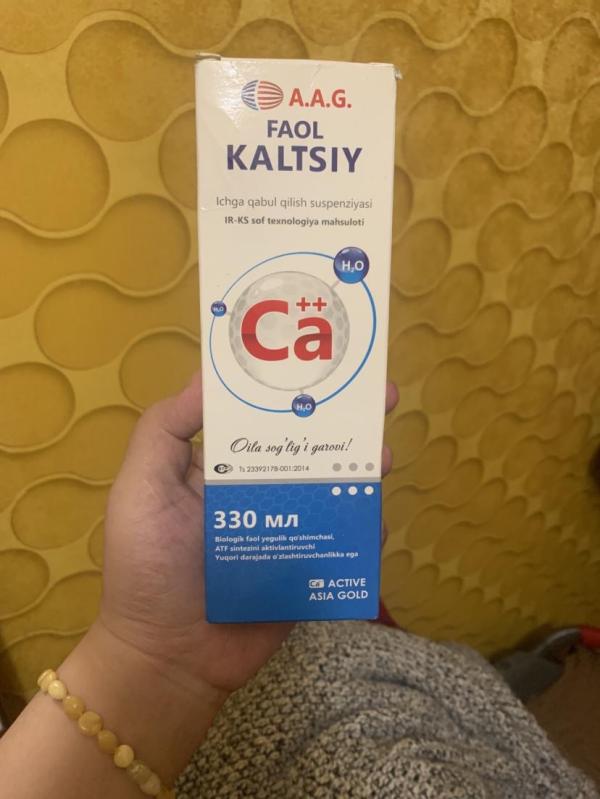 A.A.G.
FAOL
KALTSIY
Ichga qabul qilish suspenziyasi
IR-KS sof texnologiya mahsuloti
H₂O
H₂O
Ca++
H₂O
Oila sog'lig'i garovi!
Ts 23392178-001:2014
330 мл
Biologik faol yegulik qo'shimchasi,
ATF sintezini aktivlantiruvchi
Yuqori darajada o'zlashtiruvchanlikka ega
Ca ACTIVE
ASIA GOLD